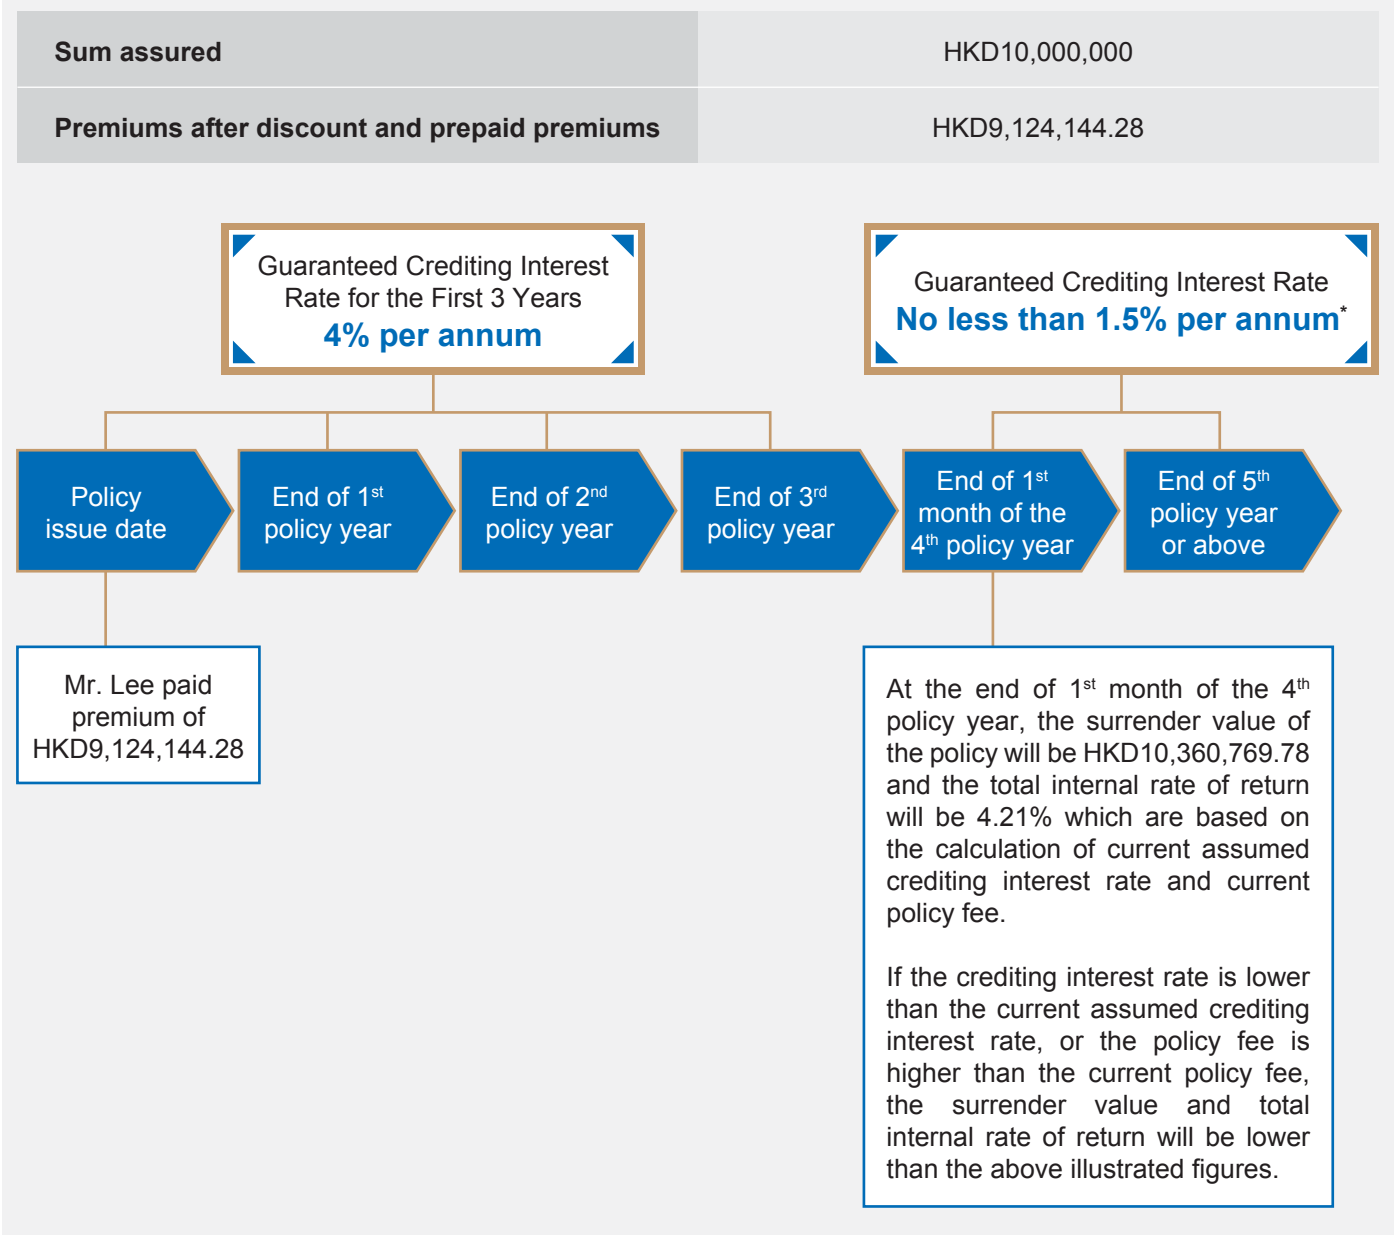 Sum assured
HKD10,000,000
Premiums after discount and prepaid premiums
HKD9,124,144.28
Guaranteed Crediting Interest
Rate for the First 3 Years
4% per annum
Guaranteed Crediting Interest Rate
No less than 1.5% per annum*
Policy
issue date
End of 1st
policy year
End of 2nd
policy year
End of 3rd
policy year
End of 1st
month of the
4th policy year
End of 5th
policy year
or above
Mr. Lee paid
premium of
HKD9,124,144.28
At the end of 1st month of the 4th
policy year, the surrender value of
the policy will be HKD10,360,769.78
and the total internal rate of return
will be 4.21% which are based on
the calculation of current assumed
crediting interest rate and current
policy fee.
If the crediting interest rate is lower
than the current assumed crediting
interest rate, or the policy fee is
higher than the current policy fee,
the surrender value and total
internal rate of return will be lower
than the above illustrated figures.